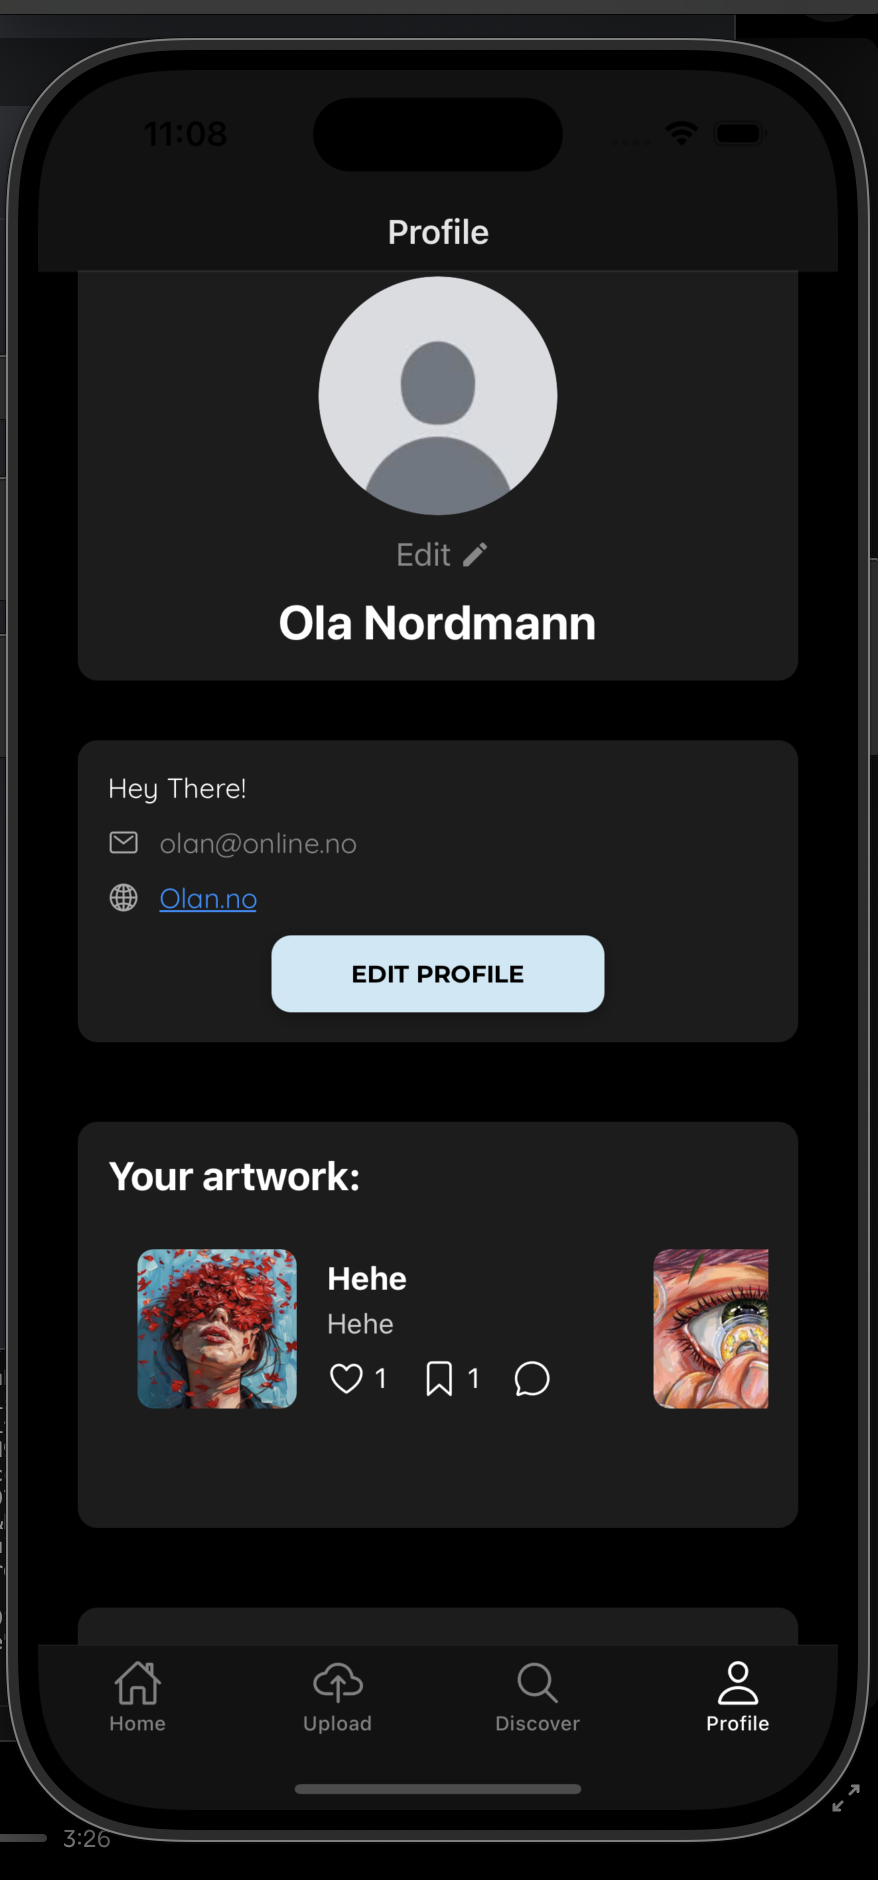 11:08
Profile
Edit
Ola Nordmann
Hey There!
olan@online.no
Olan.no
EDIT PROFILE
Your artwork:
Hehe
Hehe
1 1
Home Upload Discover Profile
3:26